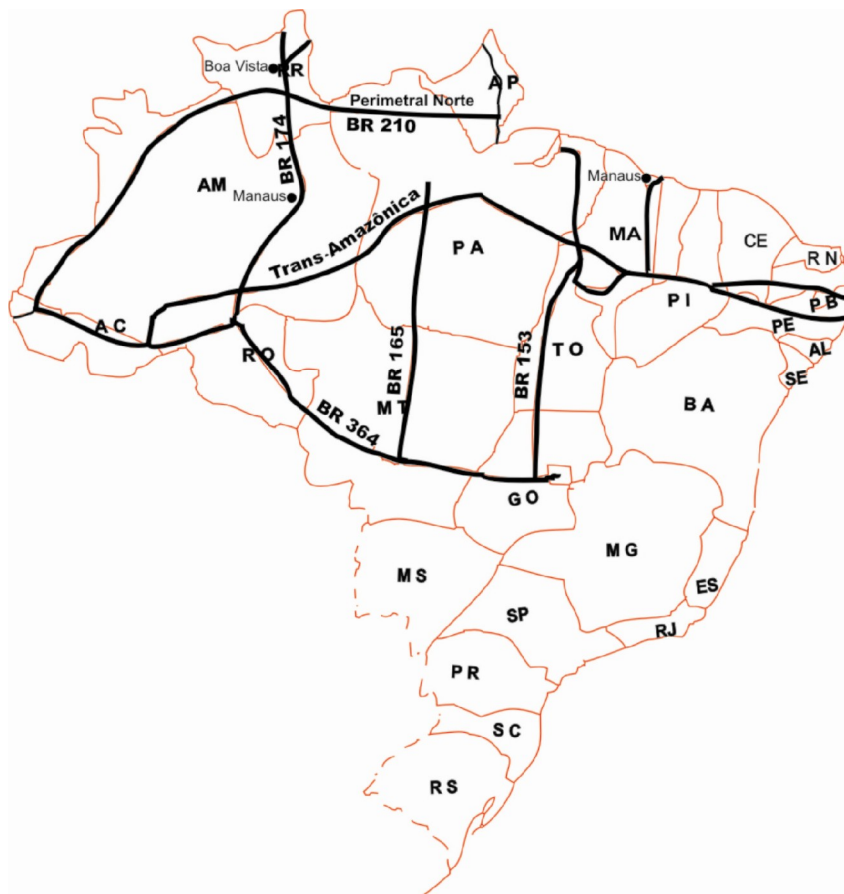 Boa Vista
RR
A P
Perimetral Norte
BR 210
BR 174
AM
Manaus
Manaus
Trans-Amazônica
P A
MA
CE
R N
P I
P B
PE
AL
SE
A C
R O
BR 165
M T
BR 153
T O
B A
BR 364
G O
M G
M S
ES
SP
RJ
P R
S C
R S